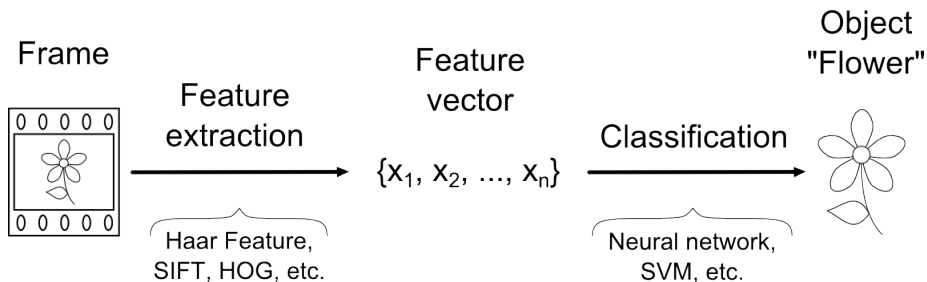 Frame
Feature
extraction
Haar Feature,
SIFT, HOG, etc.
Feature
vector
{x₁, x₂, ..., xₙ}
Classification
Neural network,
SVM, etc.
Object
"Flower"